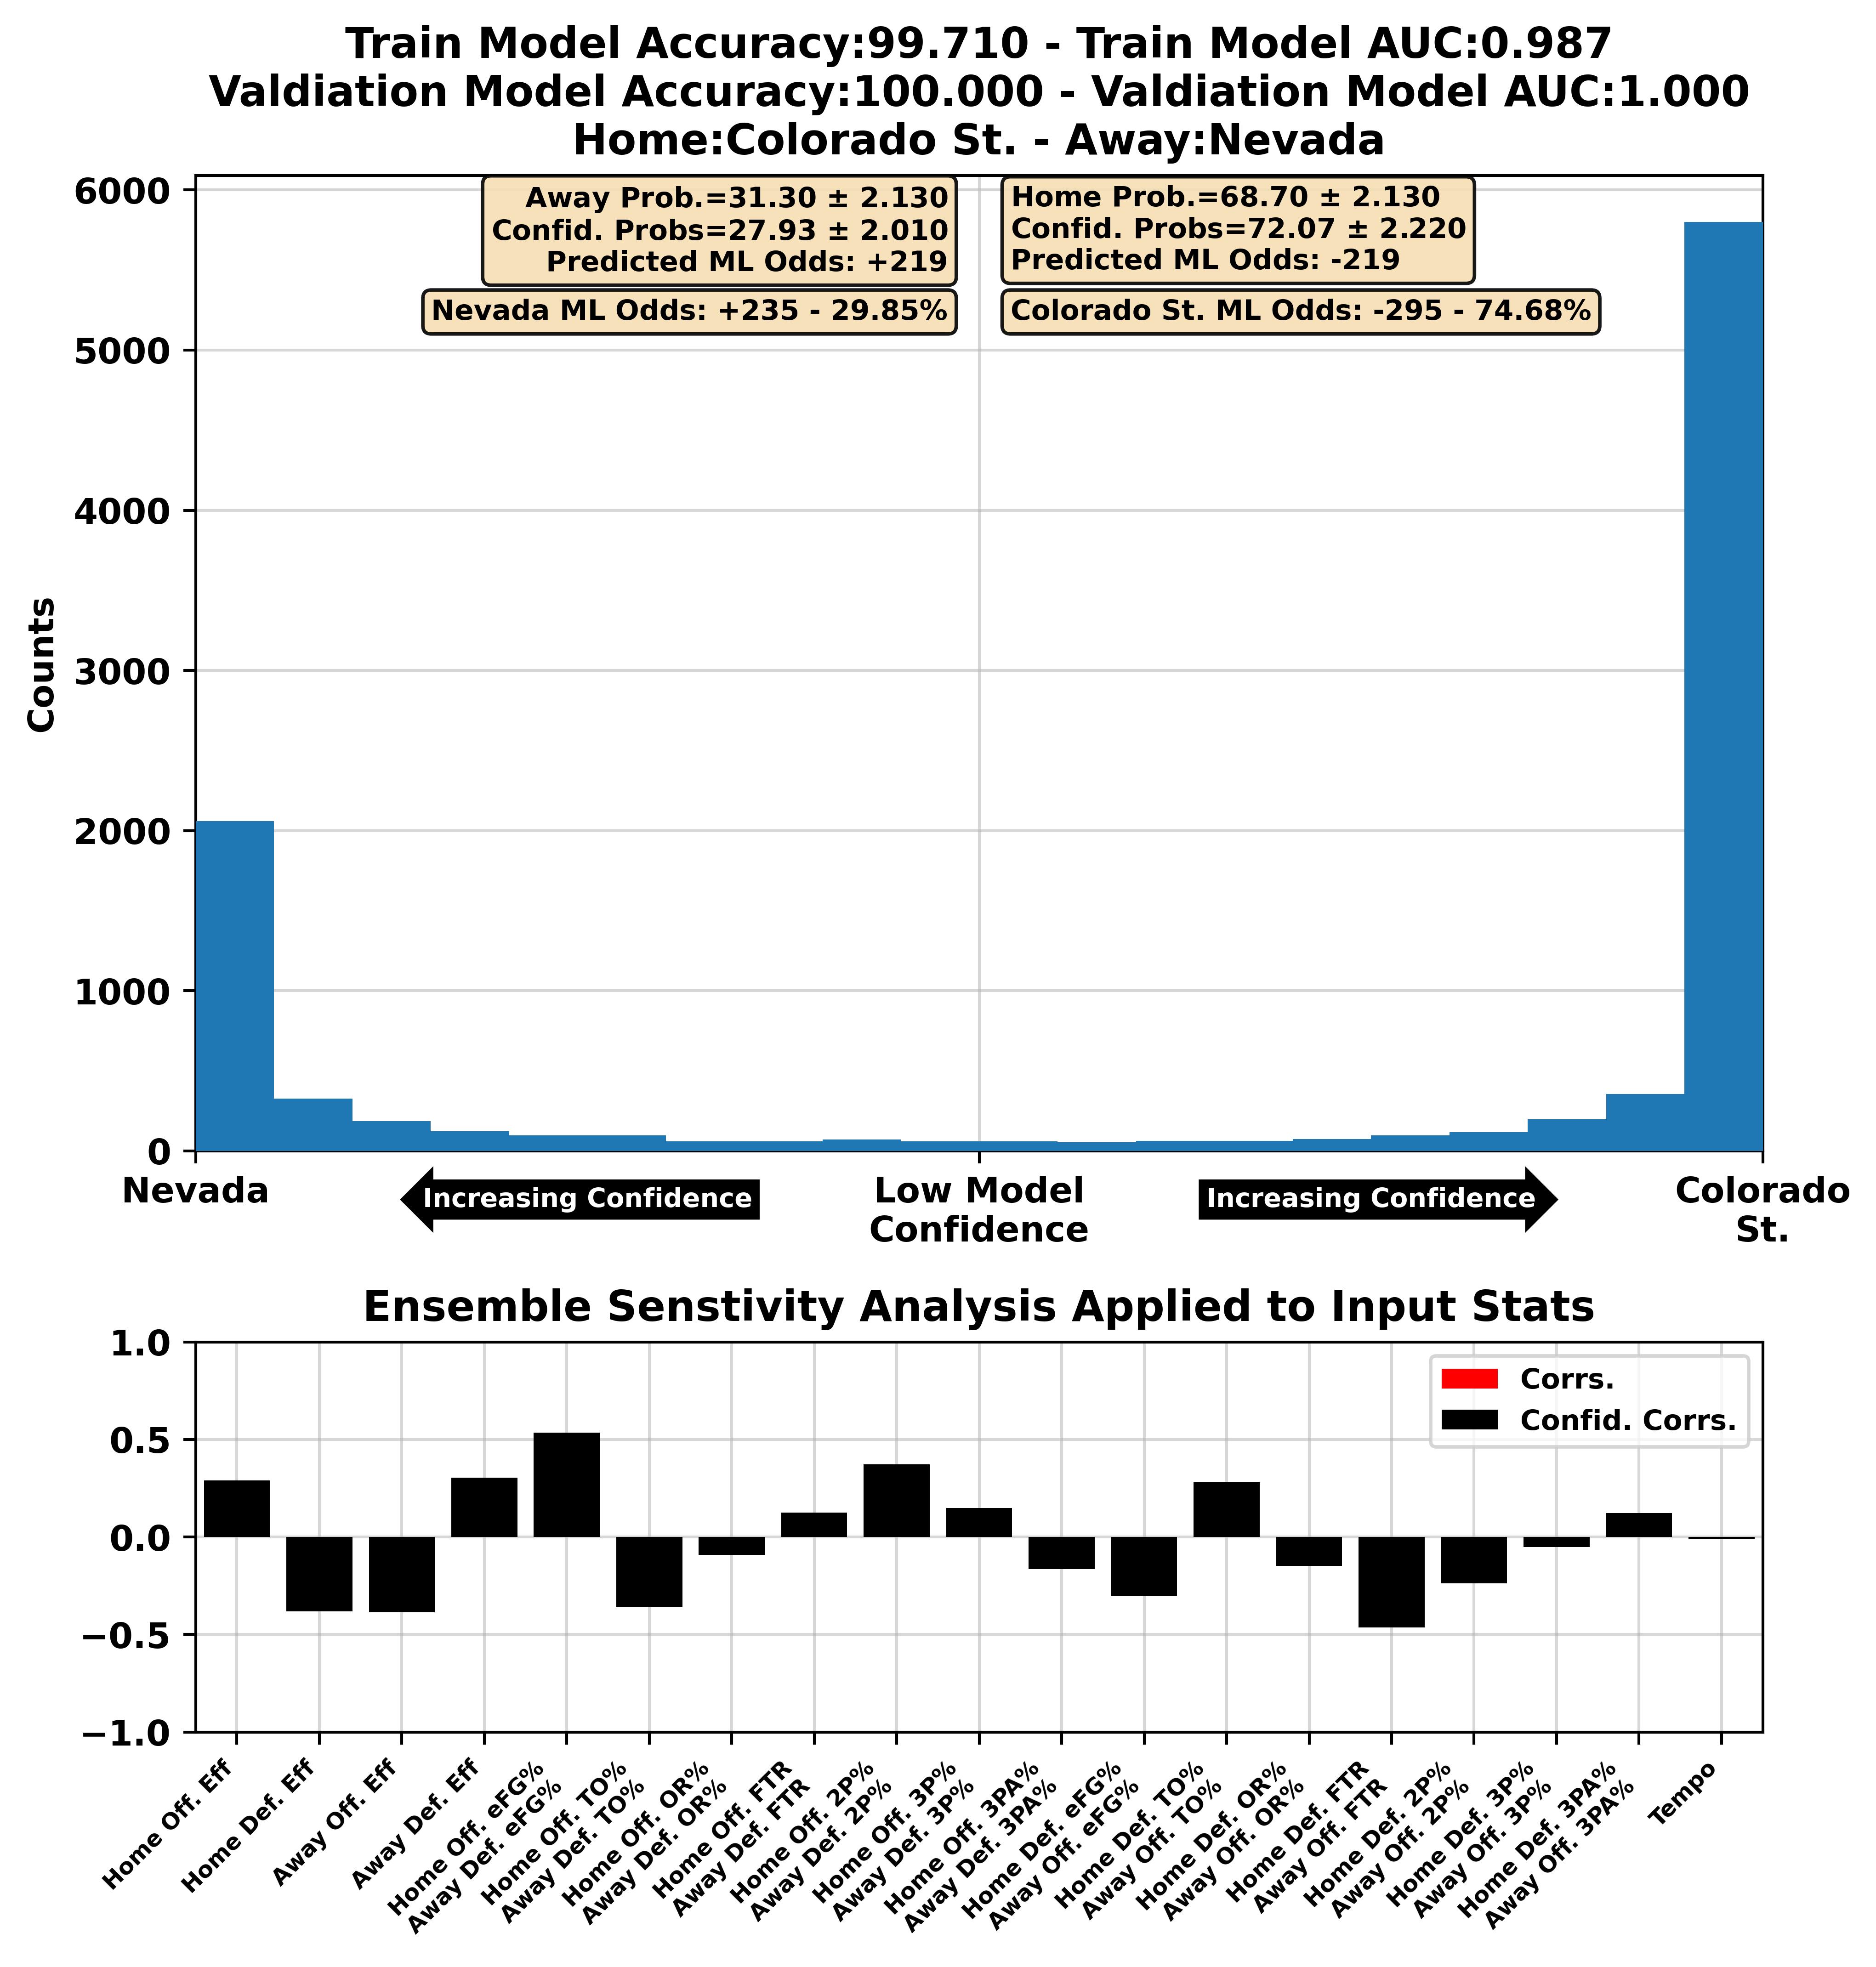 Train Model Accuracy:99.710 - Train Model AUC:0.987
Valdiation Model Accuracy:100.000 - Valdiation Model AUC:1.000
Home:Colorado St. - Away:Nevada
Away Prob.=31.30 ± 2.130
Confid. Probs=27.93 ± 2.010
Predicted ML Odds: +219
Nevada ML Odds: +235 - 29.85%
Home Prob.=68.70 ± 2.130
Confid. Probs=72.07 ± 2.220
Predicted ML Odds: -219
Colorado St. ML Odds: -295 - 74.68%
Counts
6000
5000
4000
3000
2000
1000
0
Nevada
Increasing Confidence
Low Model
Confidence
Increasing Confidence
Colorado
St.
Ensemble Senstivity Analysis Applied to Input Stats
1.0
0.5
0.0
−0.5
−1.0
Corrs.
Confid. Corrs.
Home Off. Eff
Home Def. Eff
Away Off. Eff
Away Def. Eff
Home Off. eFG%
Away Def. eFG%
Home Off. TO%
Away Def. TO%
Home Off. OR%
Away Def. OR%
Home Off. FTR
Away Def. FTR
Home Off. 2P%
Away Def. 2P%
Home Off. 3P%
Away Def. 3P%
Home Off. 3PA%
Away Def. 3PA%
Home Def. eFG%
Away Off. eFG%
Home Def. TO%
Away Off. TO%
Home Def. OR%
Away Off. OR%
Home Def. FTR
Away Off. FTR
Home Def. 2P%
Away Off. 2P%
Home Def. 3P%
Away Off. 3P%
Home Def. 3PA%
Away Off. 3PA%
Tempo